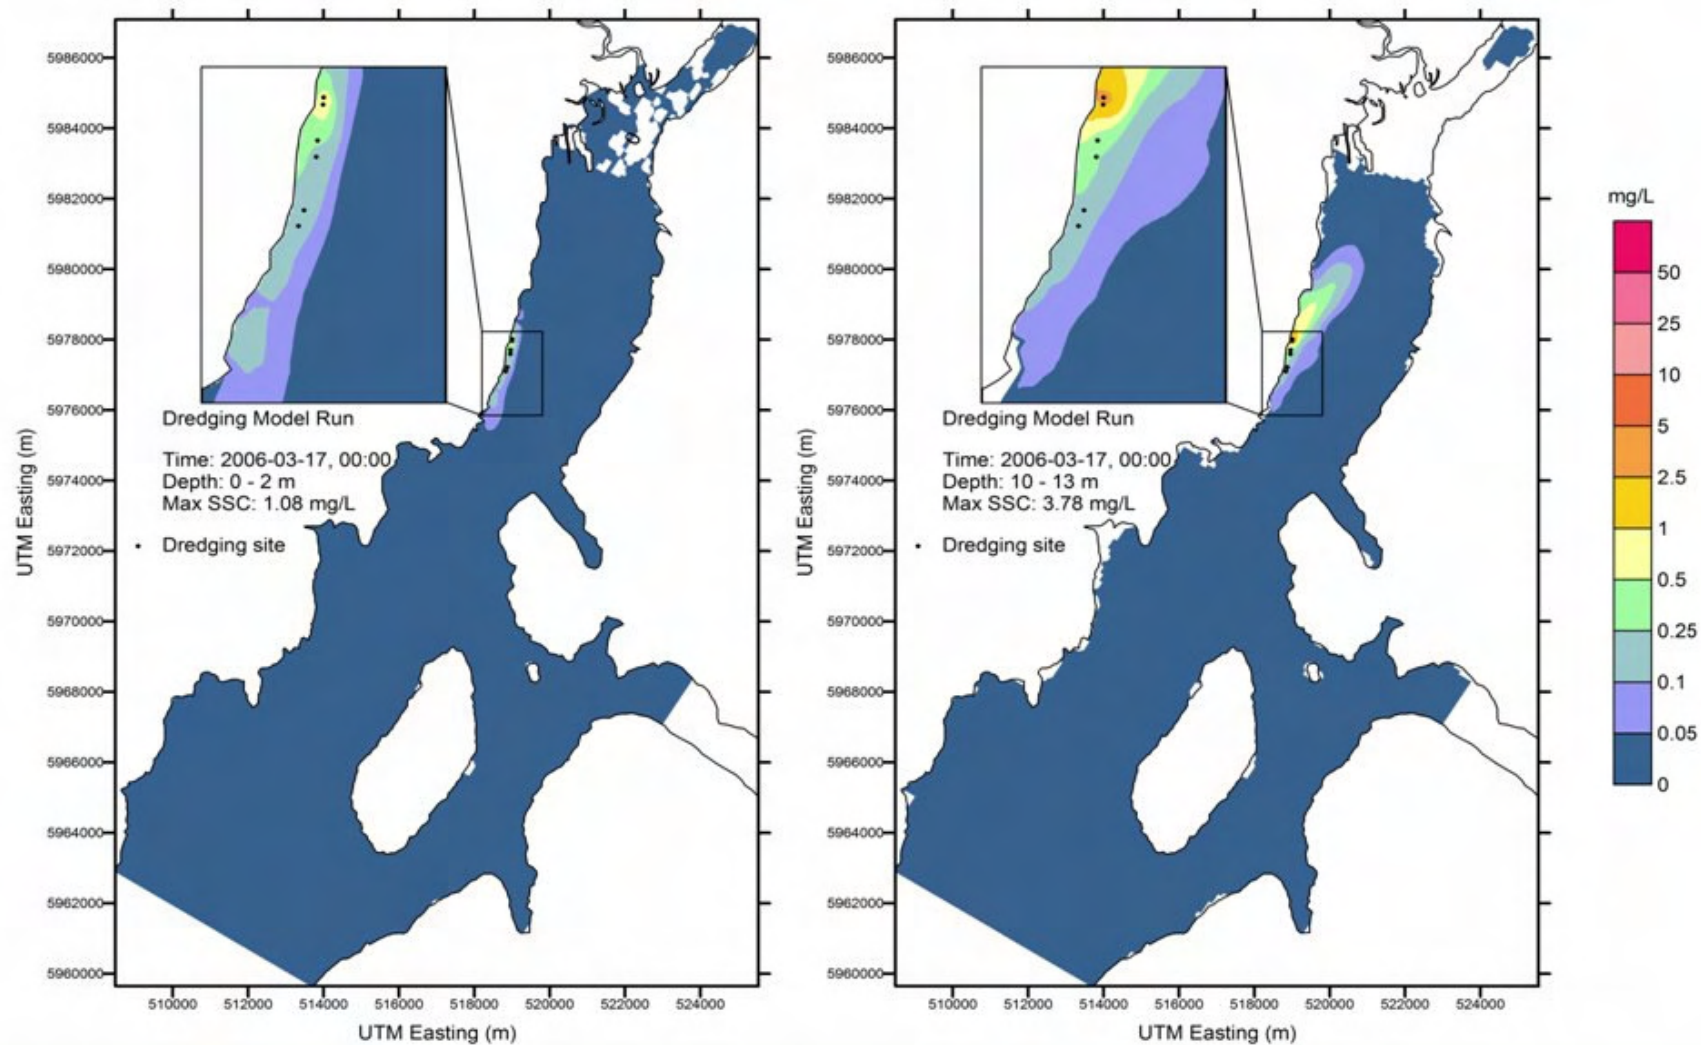 5986000
5984000
5982000
5980000
5978000
5976000
5974000
5972000
5970000
5968000
5966000
5964000
5962000
5960000
UTM Easting (m)
Dredging Model Run
Time: 2006-03-17, 00:00
Depth: 0 - 2 m
Max SSC: 1.08 mg/L
Dredging site
510000 512000 514000 516000 518000 520000 522000 524000
UTM Easting (m)
5986000
5984000
5982000
5980000
5978000
5976000
5974000
5972000
5970000
5968000
5966000
5964000
5962000
5960000
UTM Easting (m)
Dredging Model Run
Time: 2006-03-17, 00:00
Depth: 10 - 13 m
Max SSC: 3.78 mg/L
Dredging site
510000 512000 514000 516000 518000 520000 522000 524000
UTM Easting (m)
mg/L
50
25
10
5
2.5
1
0.5
0.25
0.1
0.05
0